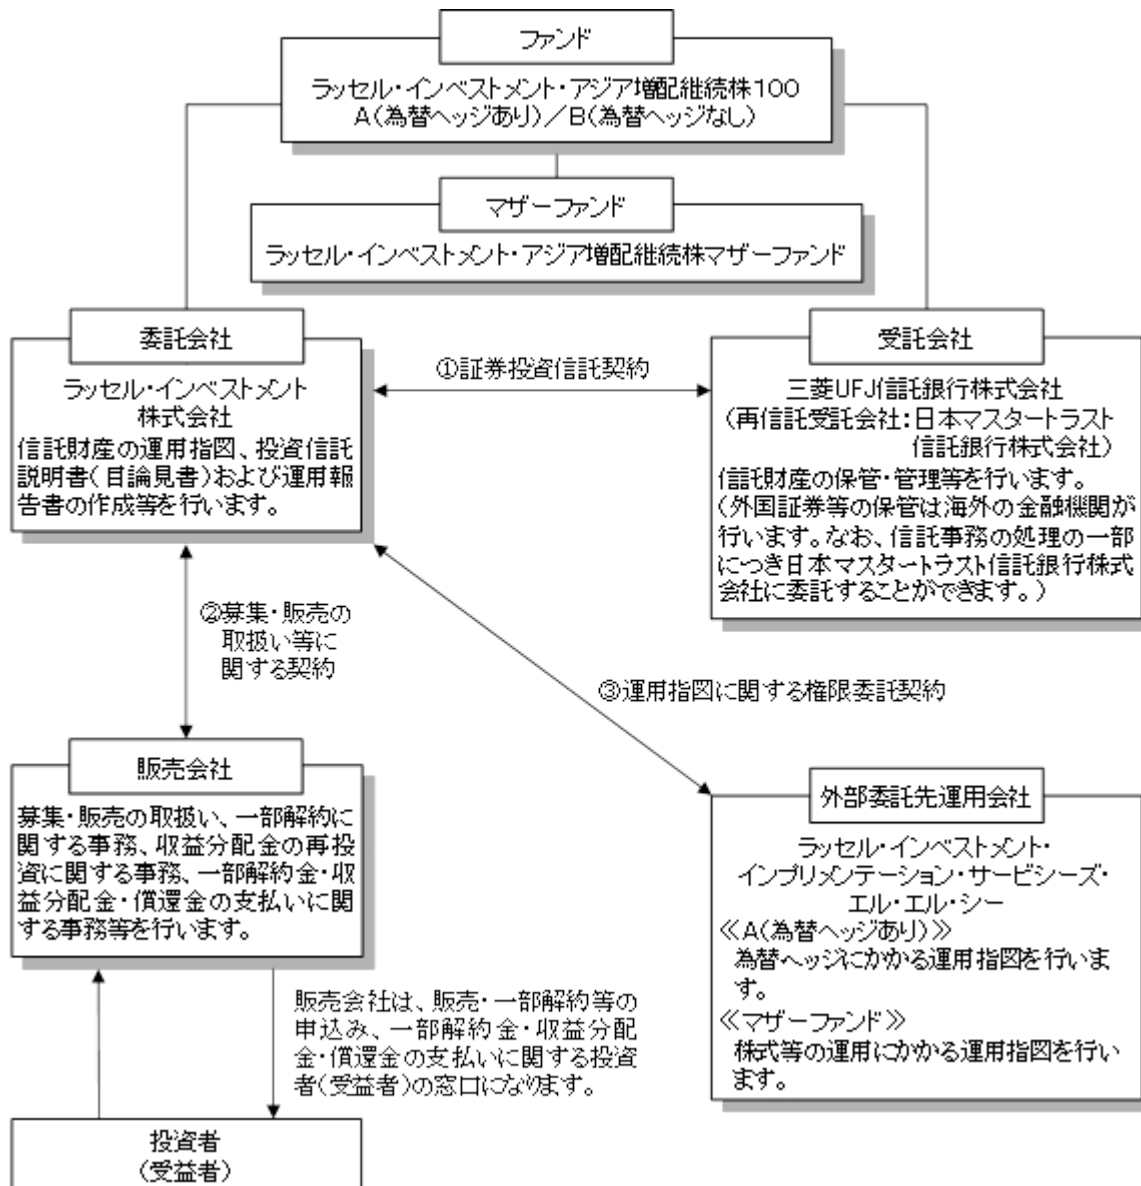 ファンド
ラッセル・インベストメント・アジア増配継続株100
A(為替ヘッジあり)/B(為替ヘッジなし)
マザーファンド
ラッセル・インベストメント・アジア増配継続株マザーファンド
委託会社
ラッセル・インベストメント
株式会社
信託財産の運用指図、投資信託
説明書(目論見書)および運用報
告書の作成等を行います。
①証券投資信託契約
受託会社
三菱UFJ信託銀行株式会社
(再信託受託会社:日本マスタートラスト
信託銀行株式会社)
信託財産の保管・管理等を行います。
(外国証券等の保管は海外の金融機関が
行います。なお、信託事務の処理の一部
につき日本マスタートラスト信託銀行株式
会社に委託することができます。)
②募集・販売の
取扱い等に
関する契約
③運用指図に関する権限委託契約
販売会社
募集・販売の取扱い、一部解約に
関する事務、収益分配金の再投
資に関する事務、一部解約金・収
益分配金・償還金の支払いに関
する事務等を行います。
外部委託先運用会社
ラッセル・インベストメント・
インプリメンテーション・サービシーズ・
エル・エル・シー
≪A(為替ヘッジあり)≫
為替ヘッジにかかる運用指図を行いま
す。
≪マザーファンド≫
株式等の運用にかかる運用指図を行い
ます。
販売会社は、販売・一部解約等の
申込み、一部解約金・収益分配
金・償還金の支払いに関する投資
者(受益者)の窓口になります。
投資者
(受益者)